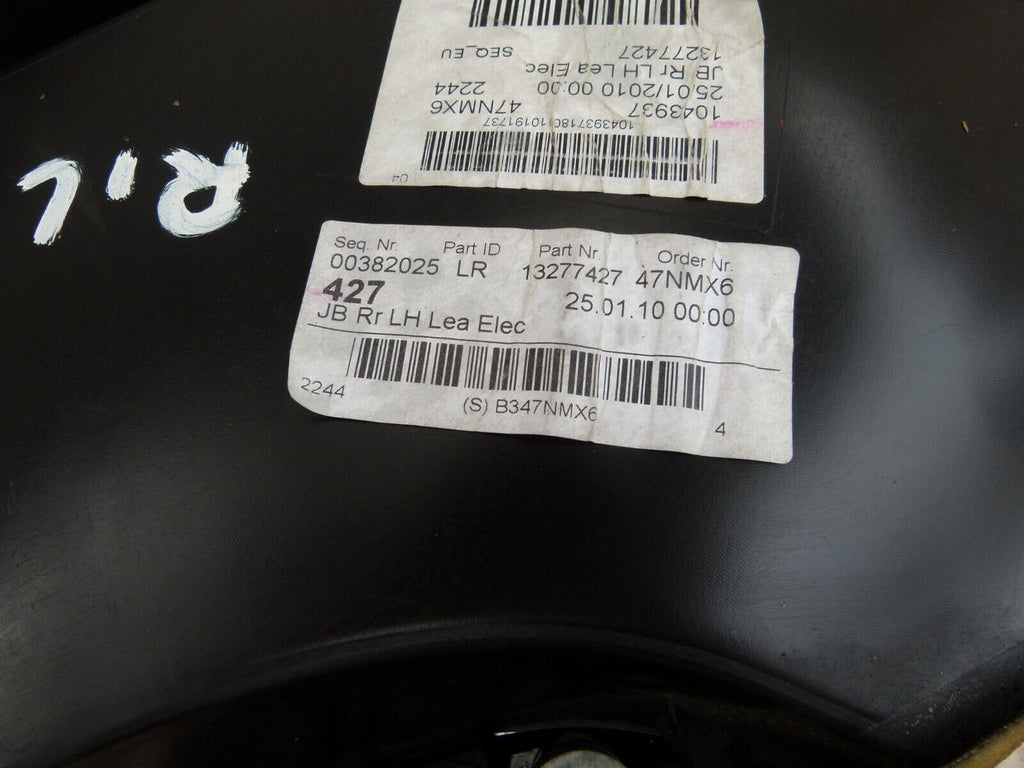 SEQ_EU
13277427
JB Rr LH Lea Elec
25.01/2010 00:00
1043937
2244
47NMX6
1043937180110191737
U4
R,L
Seq. Nr. Part ID Part Nr. Order Nr.
00382025 LR 13277427 47NMX6
427 25.01.10 00:00
JB Rr LH Lea Elec
2244 (S) B347NMX6 4